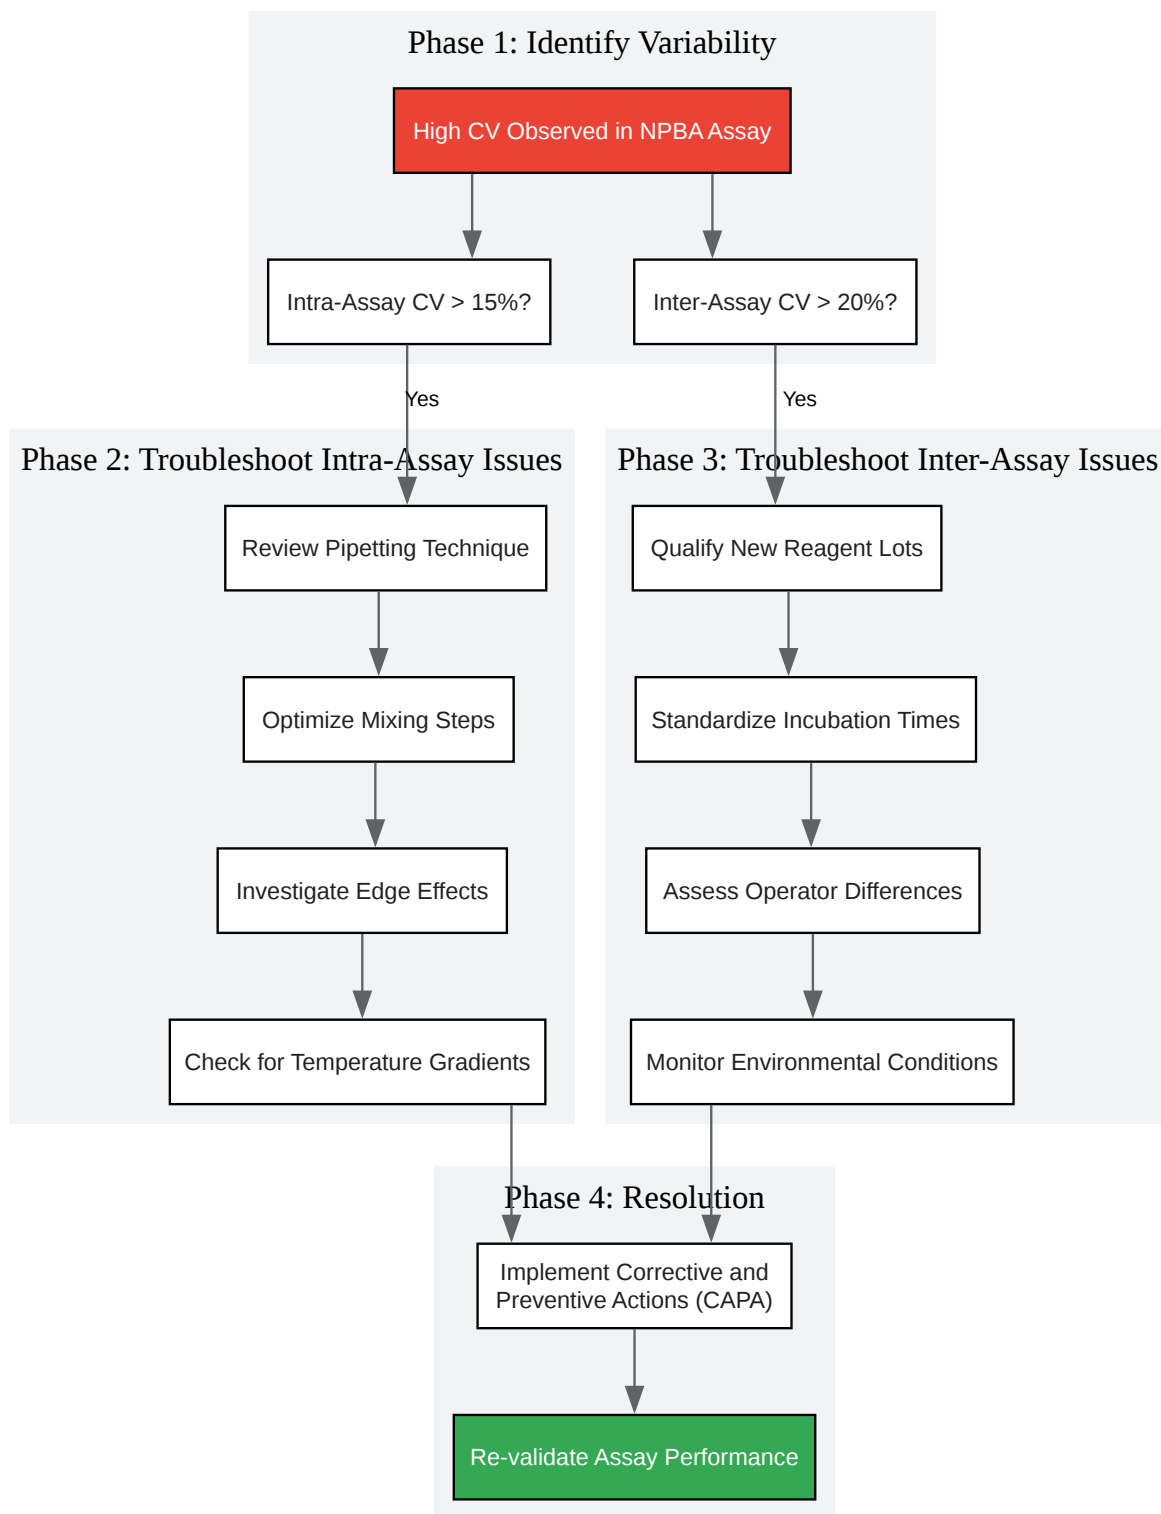 Phase 1: Identify Variability
High CV Observed in NPBA Assay
Intra-Assay CV > 15%?
Inter-Assay CV > 20%?
Yes
Yes
Phase 2: Troubleshoot Intra-Assay Issues
Review Pipetting Technique
Optimize Mixing Steps
Investigate Edge Effects
Check for Temperature Gradients
Phase 3: Troubleshoot Inter-Assay Issues
Qualify New Reagent Lots
Standardize Incubation Times
Assess Operator Differences
Monitor Environmental Conditions
Phase 4: Resolution
Implement Corrective and
Preventive Actions (CAPA)
Re-validate Assay Performance